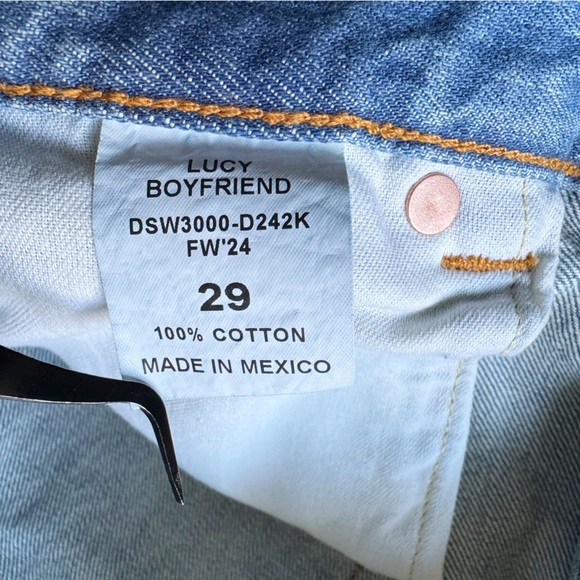 LUCY
BOYFRIEND
DSW3000-D242K
FW'24
29
100% COTTON
MADE IN MEXICO